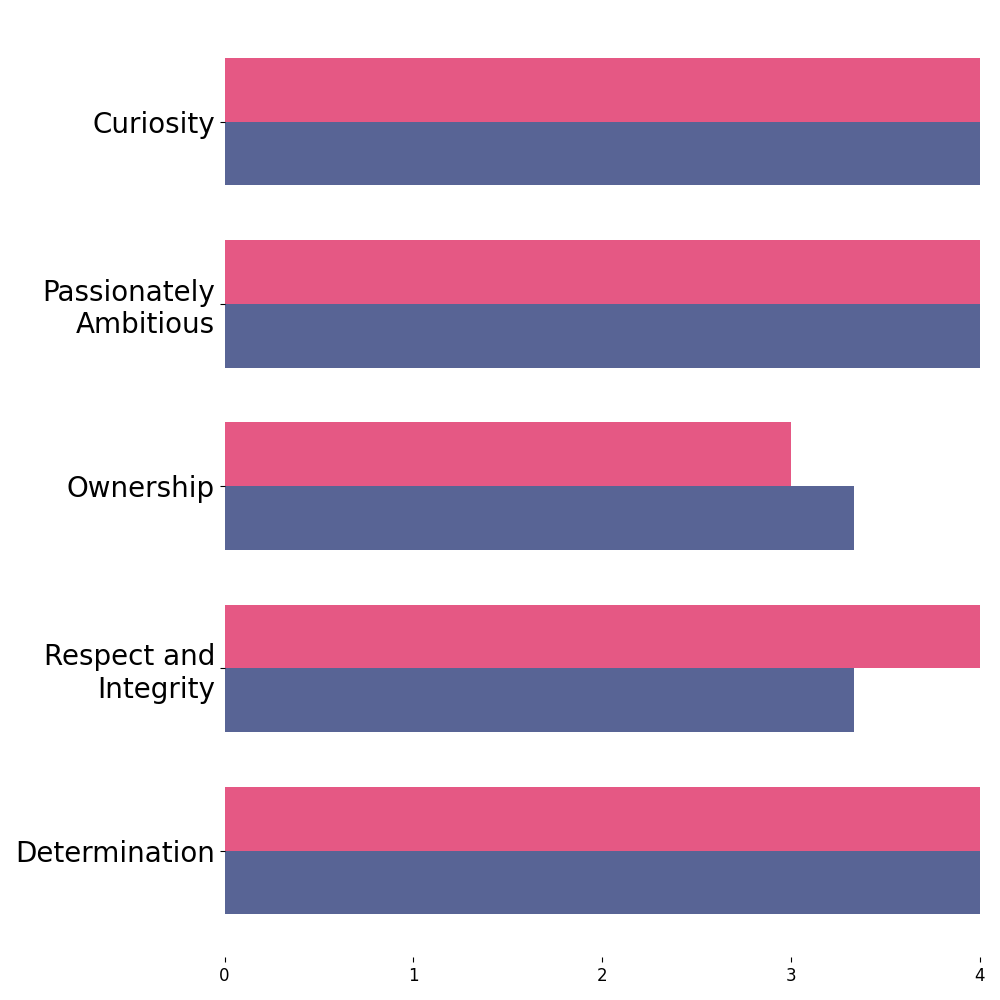 Curiosity
Passionately
Ambitious
Ownership
Respect and
Integrity
Determination
0 1 2 3 4